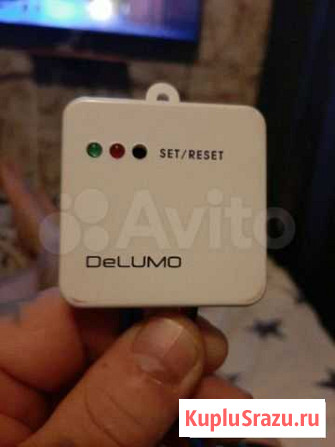 SET/RESET
Avito
DeLUMO
KupluSrazu.ru